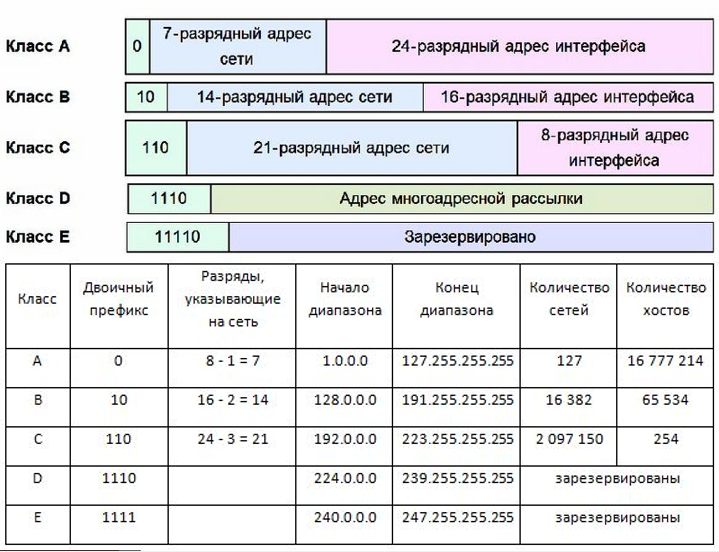 Класс A 0 7-разрядный адрес сети 24-разрядный адрес интерфейса
Класс B 10 14-разрядный адрес сети 16-разрядный адрес интерфейса
Класс C 110 21-разрядный адрес сети 8-разрядный адрес интерфейса
Класс D 1110 Адрес многоадресной рассылки
Класс E 11110 Зарезервировано
Класс Двоичный префикс Разряды, указывающие на сеть Начало диапазона Конец диапазона Количество сетей Количество хостов
A 0 8 - 1 = 7 1.0.0.0 127.255.255.255 127 16 777 214
B 10 16 - 2 = 14 128.0.0.0 191.255.255.255 16 382 65 534
C 110 24 - 3 = 21 192.0.0.0 223.255.255.255 2 097 150 254
D 1110 224.0.0.0 239.255.255.255 зарезервированы
E 1111 240.0.0.0 247.255.255.255 зарезервированы